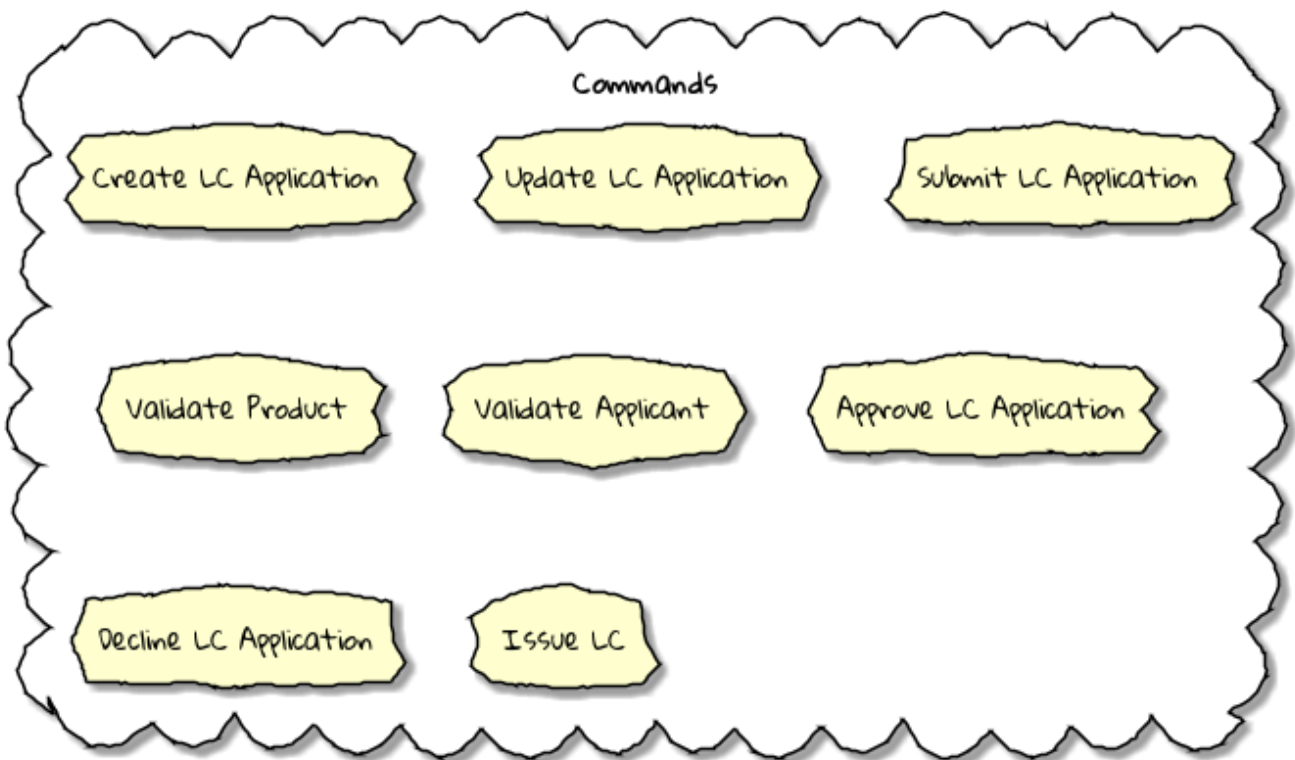 Commands
Create LC Application
Update LC Application
Submit LC Application
Validate Product
Validate Applicant
Approve LC Application
Decline LC Application
Issue LC